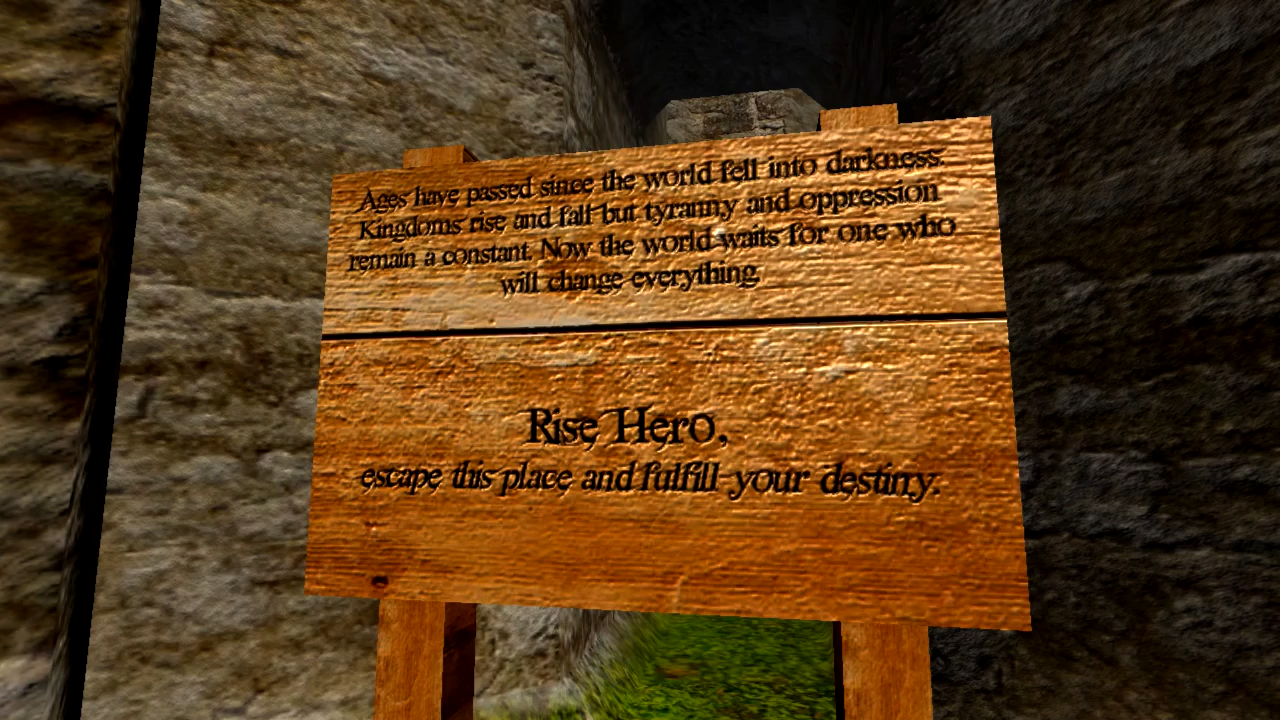 Ages have passed since the world fell into darkness.
Kingdoms rise and fall but tyranny and oppression
remain a constant. Now the world waits for one who
will change everything.
Rise Hero,
escape this place and fulfill your destiny.